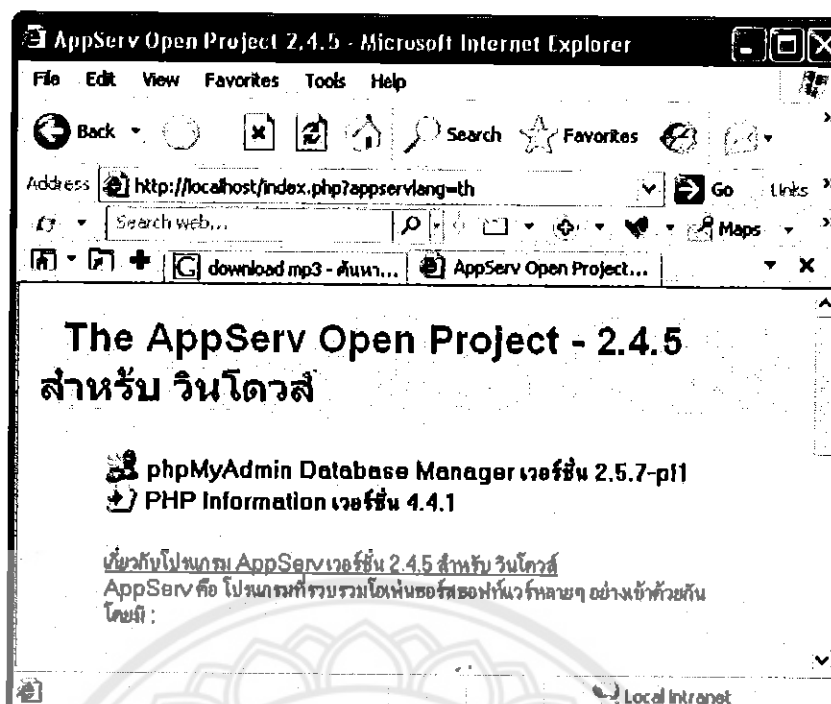 AppServ Open Project 2.4.5 - Microsoft Internet Explorer
File Edit View Favorites Tools Help
Back Search Favorites
Address http://localhost/index.php?appservlang=th Go Links
Search web... Maps
download mp3 - ค้นหา... AppServ Open Project...
The AppServ Open Project - 2.4.5
สำหรับ วินโดวส์
phpMyAdmin Database Manager เวอร์ชั่น 2.5.7-pl1
PHP Information เวอร์ชั่น 4.4.1
เกี่ยวกับโปรแกรม AppServ เวอร์ชั่น 2.4.5 สำหรับ วินโดวส์
AppServ คือ โปรแกรมที่รวบรวมโอเพ่นซอร์สซอฟท์แวร์หลายๆ อย่างเข้าด้วยกัน
โดยมี :
Local intranet